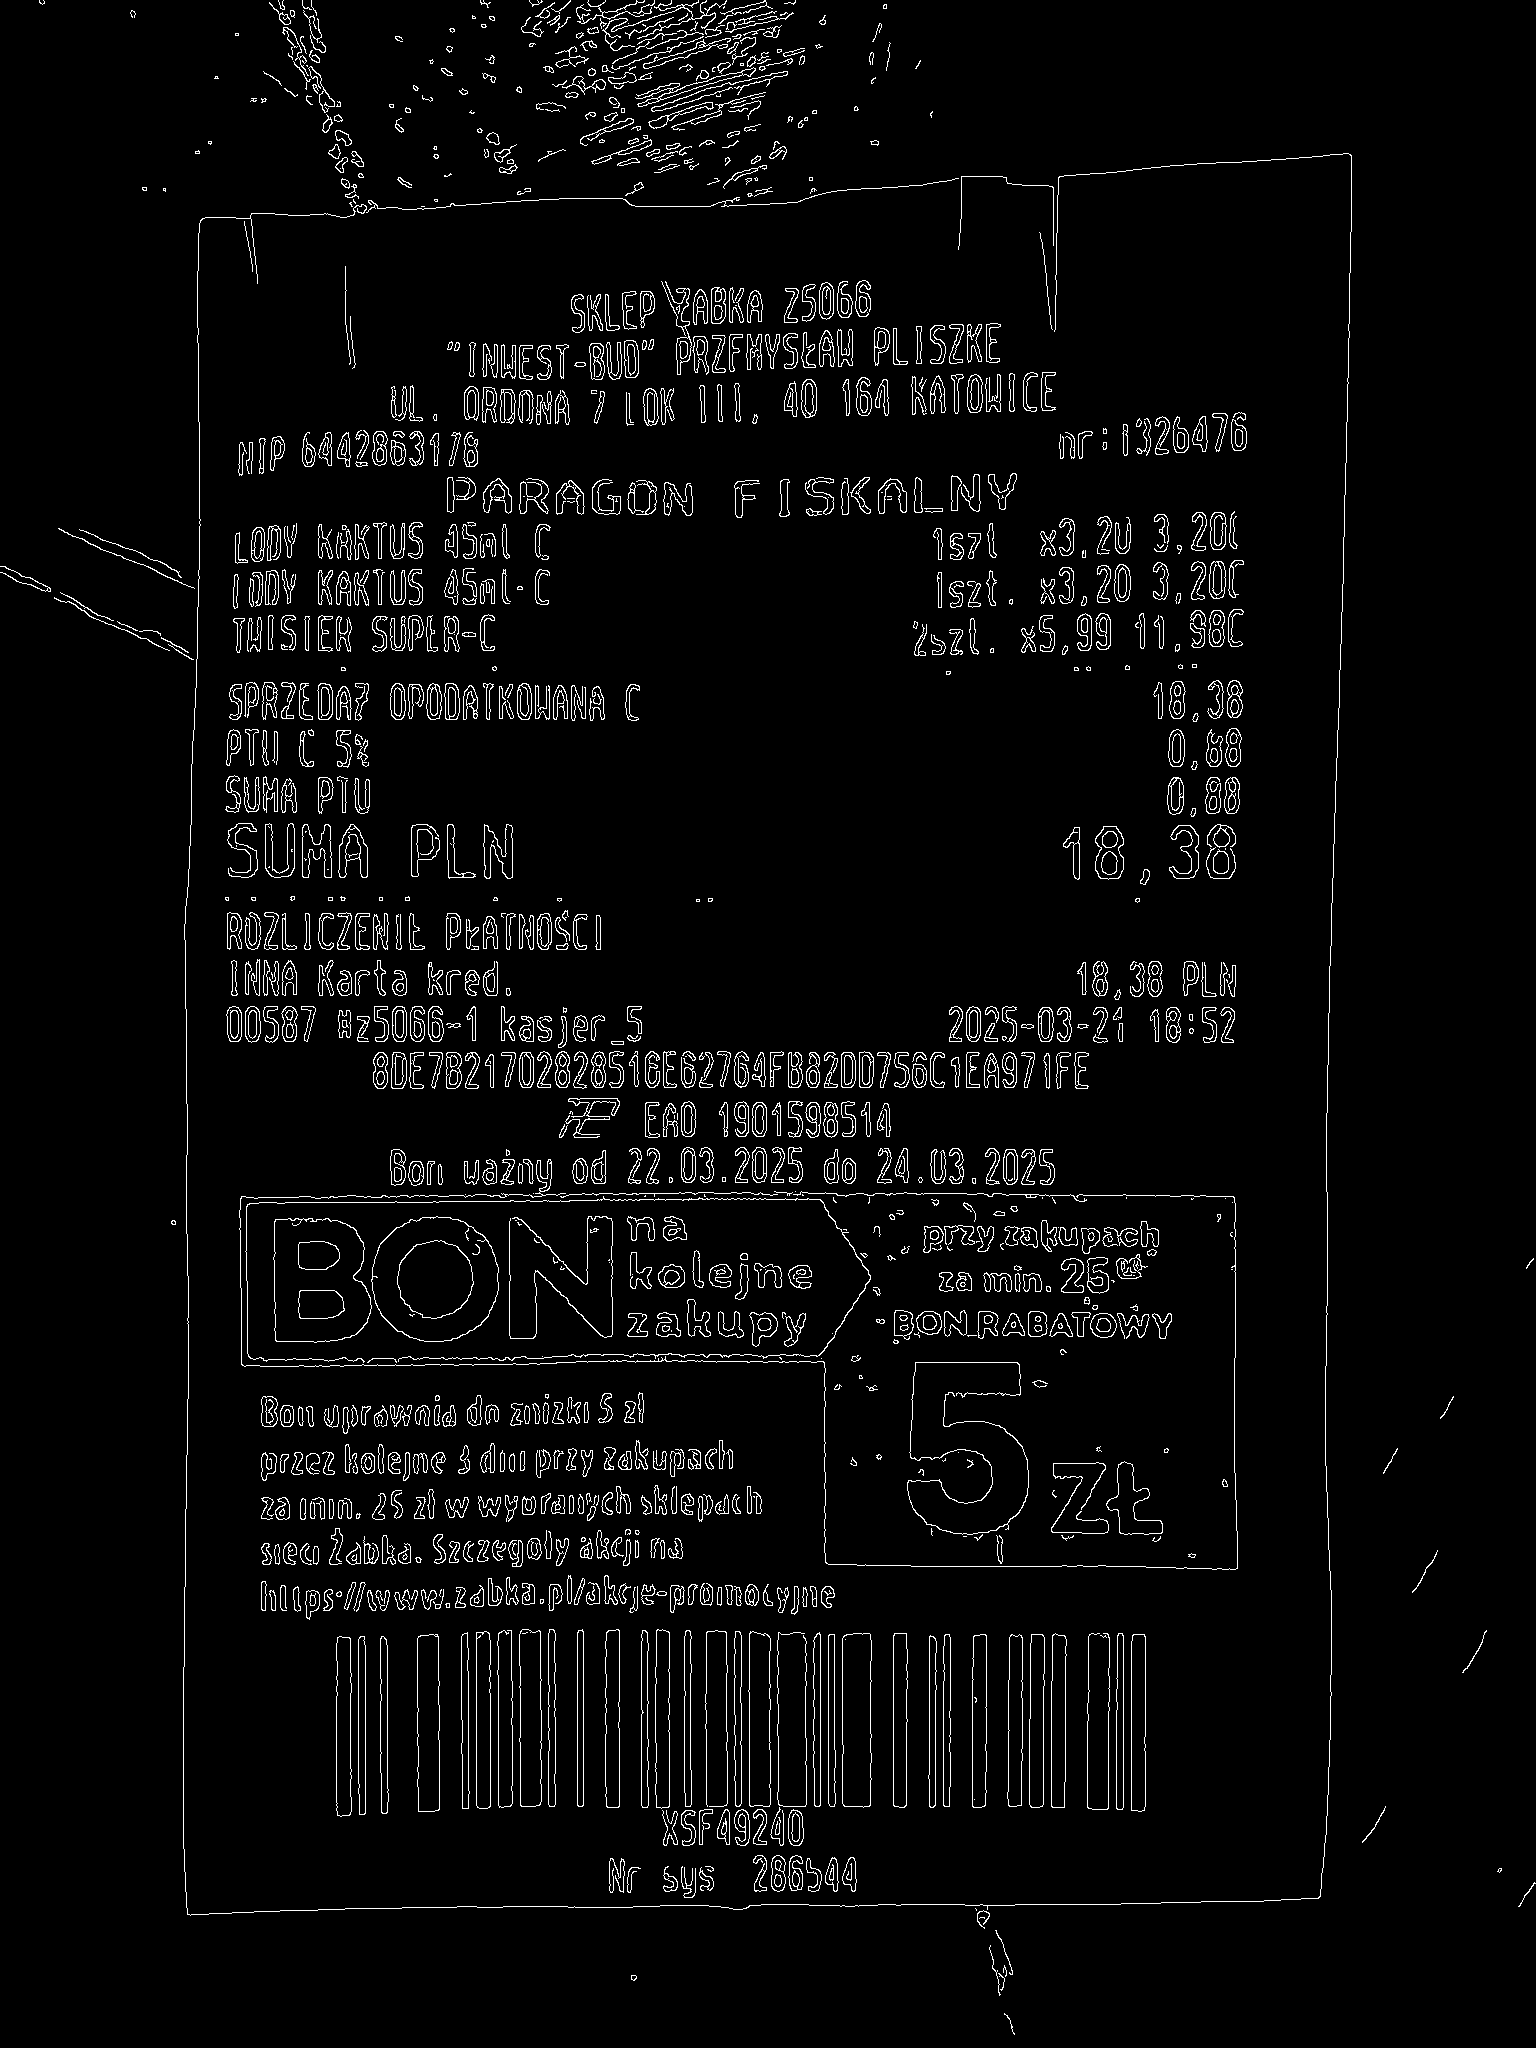 SKLEP ŻABKA Z5066
"INWEST-BUD" PRZEMYSŁAW PLISZKE
UL. ORDONA 7 LOK III, 40 164 KATOWICE
NIP 6442863178 nr:1326476
PARAGON FISKALNY
LODY KAKTUS 45ml C 1szt x3,20 3,20C
LODY KAKTUS 45ml-C 1szt. x3,20 3,20C
TWISTER SUPER-C 2szt. x5,99 11,98C
SPRZEDAŻ OPODATKOWANA C 18,38
PTU C 5% 0,88
SUMA PTU 0,88
SUMA PLN 18,38
ROZLICZENIE PŁATNOŚCI
INNA Karta kred. 18,38 PLN
00587 #z5066-1 kasjer_5 2025-03-21 18:52
8DE7B21702828516E62764FB82DD756C1EA971FE
EAO 1901598514
Bon ważny od 22.03.2025 do 24.03.2025
BON na
kolejne
zakupy
przy zakupach
za min. 25
BON RABATOWY
5 ZŁ
Bon uprawnia do zniżki 5 zł
przez kolejne 3 dni przy zakupach
za min. 25 zł w wybranych sklepach
sieci Żabka. Szczegóły akcji na
https://www.zabka.pl/akcje-promocyjne
XSF49240
Nr sys 286544